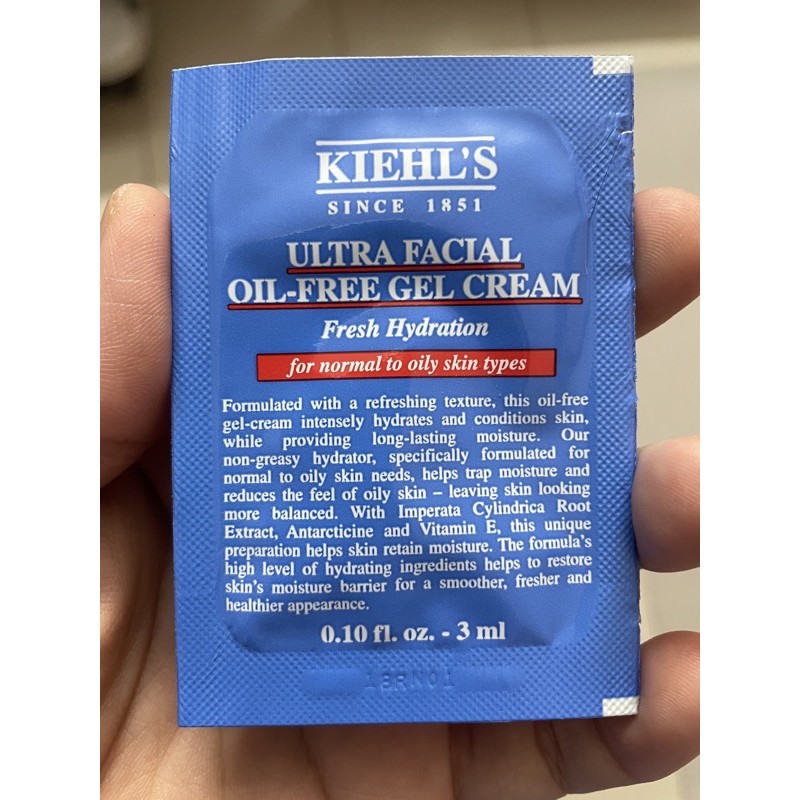 KIEHL'S
SINCE 1851
ULTRA FACIAL
OIL-FREE GEL CREAM
Fresh Hydration
for normal to oily skin types
Formulated with a refreshing texture, this oil-free
gel-cream intensely hydrates and conditions skin,
while providing long-lasting moisture. Our
non-greasy hydrator, specifically formulated for
normal to oily skin needs, helps trap moisture and
reduces the feel of oily skin – leaving skin looking
more balanced. With Imperata Cylindrica Root
Extract, Antarcticine and Vitamin E, this unique
preparation helps skin retain moisture. The formula's
high level of hydrating ingredients helps to restore
skin's moisture barrier for a smoother, fresher and
healthier appearance.
0.10 fl. oz. - 3 ml